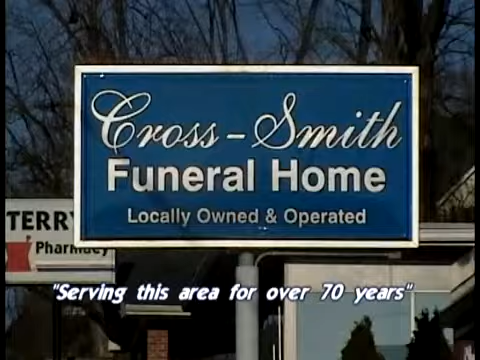 Cross-Smith
Funeral Home
Locally Owned & Operated
TERRY
Pharmacy
"Serving this area for over 70 years"